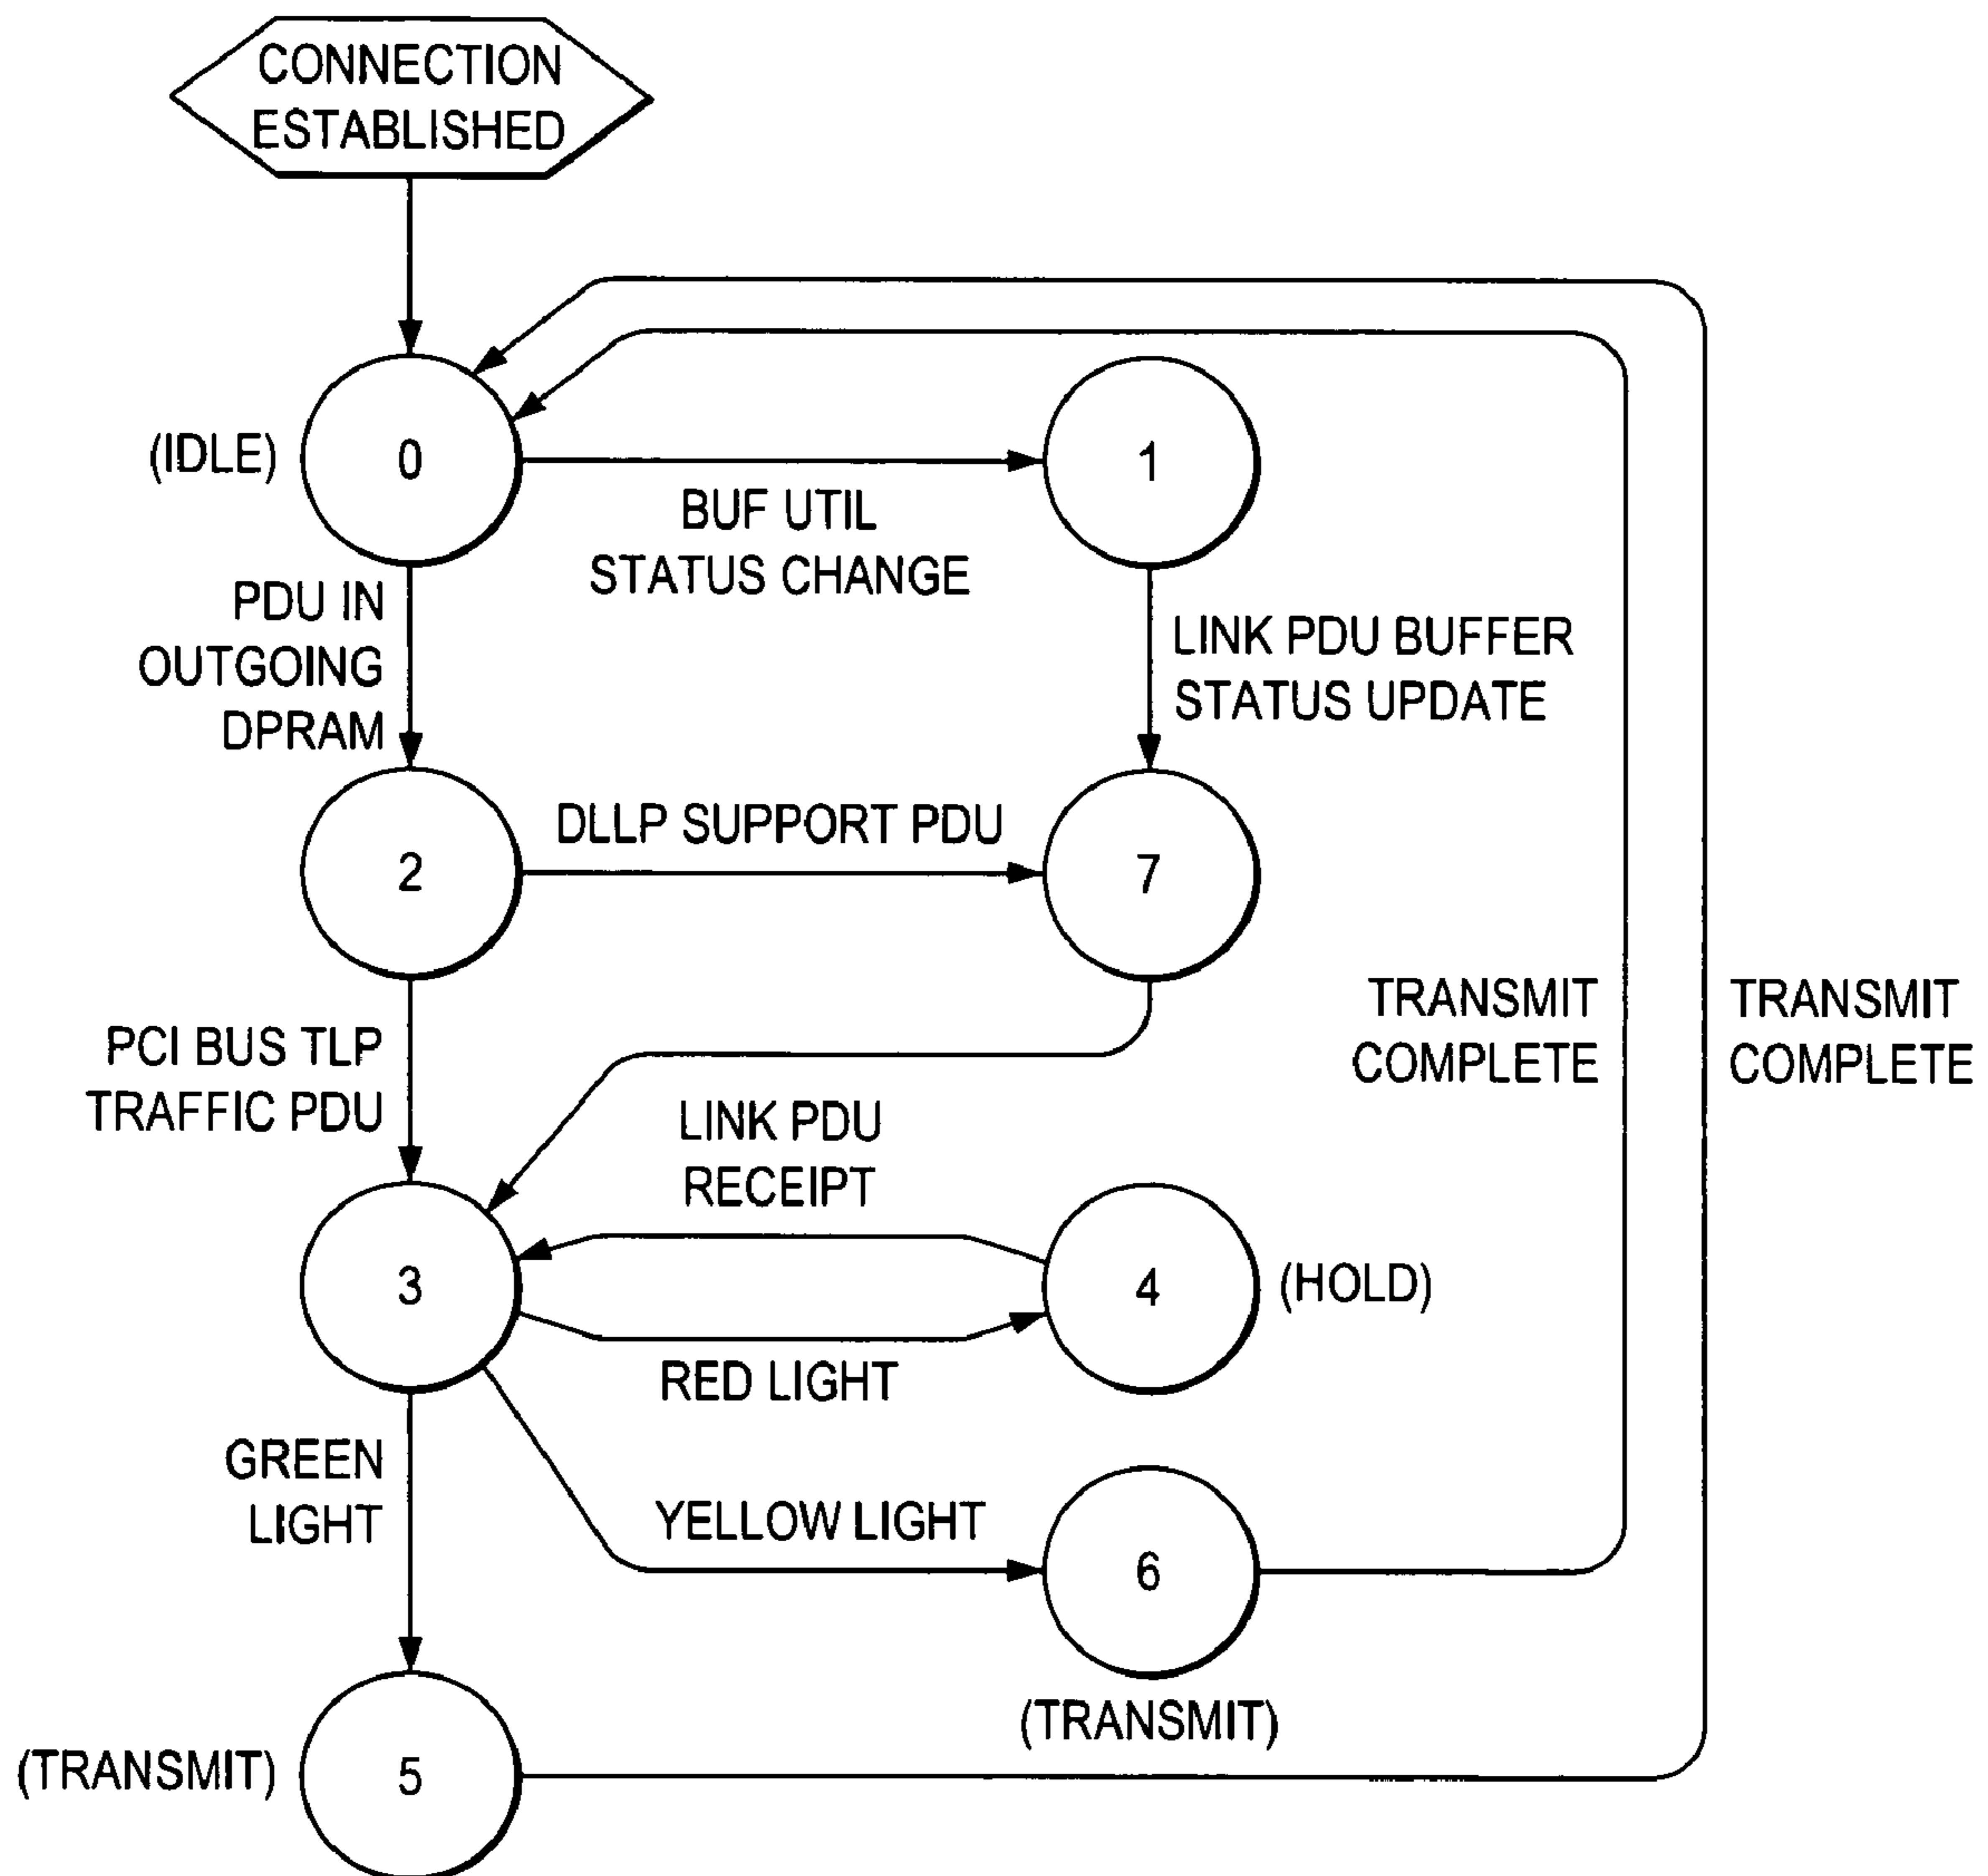 CONNECTION
ESTABLISHED
(IDLE)
0
1
BUF UTIL
STATUS CHANGE
PDU IN
OUTGOING
DPRAM
LINK PDU BUFFER
STATUS UPDATE
2
DLLP SUPPORT PDU
7
TRANSMIT
COMPLETE
TRANSMIT
COMPLETE
PCI BUS TLP
TRAFFIC PDU
LINK PDU
RECEIPT
3
4
(HOLD)
RED LIGHT
GREEN
LIGHT
YELLOW LIGHT
6
(TRANSMIT)
(TRANSMIT)
5